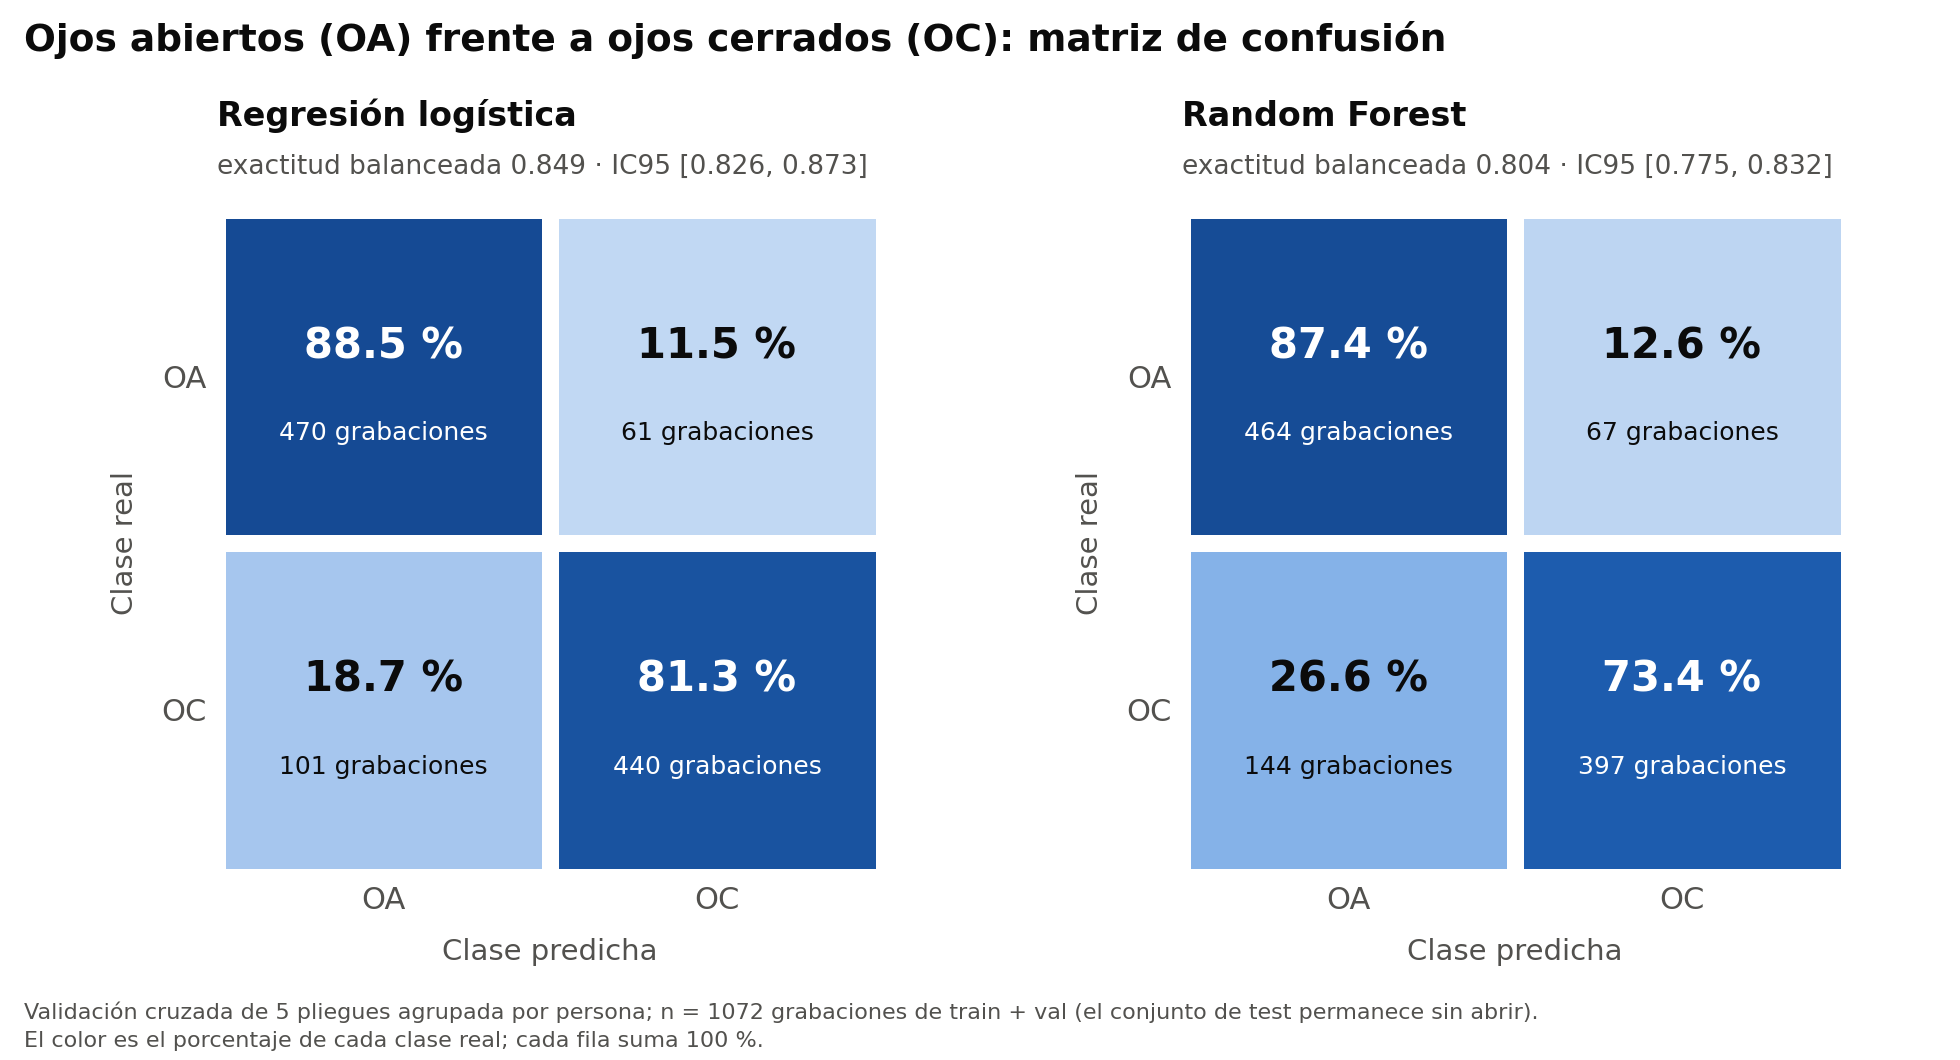 Ojos abiertos (OA) frente a ojos cerrados (OC): matriz de confusión
Regresión logística
exactitud balanceada 0.849 · IC95 [0.826, 0.873]
88.5 %
470 grabaciones
11.5 %
61 grabaciones
18.7 %
101 grabaciones
81.3 %
440 grabaciones
OA
OC
Clase real
OA
OC
Clase predicha
Random Forest
exactitud balanceada 0.804 · IC95 [0.775, 0.832]
87.4 %
464 grabaciones
12.6 %
67 grabaciones
26.6 %
144 grabaciones
73.4 %
397 grabaciones
OA
OC
Clase real
OA
OC
Clase predicha
Validación cruzada de 5 pliegues agrupada por persona; n = 1072 grabaciones de train + val (el conjunto de test permanece sin abrir).
El color es el porcentaje de cada clase real; cada fila suma 100 %.